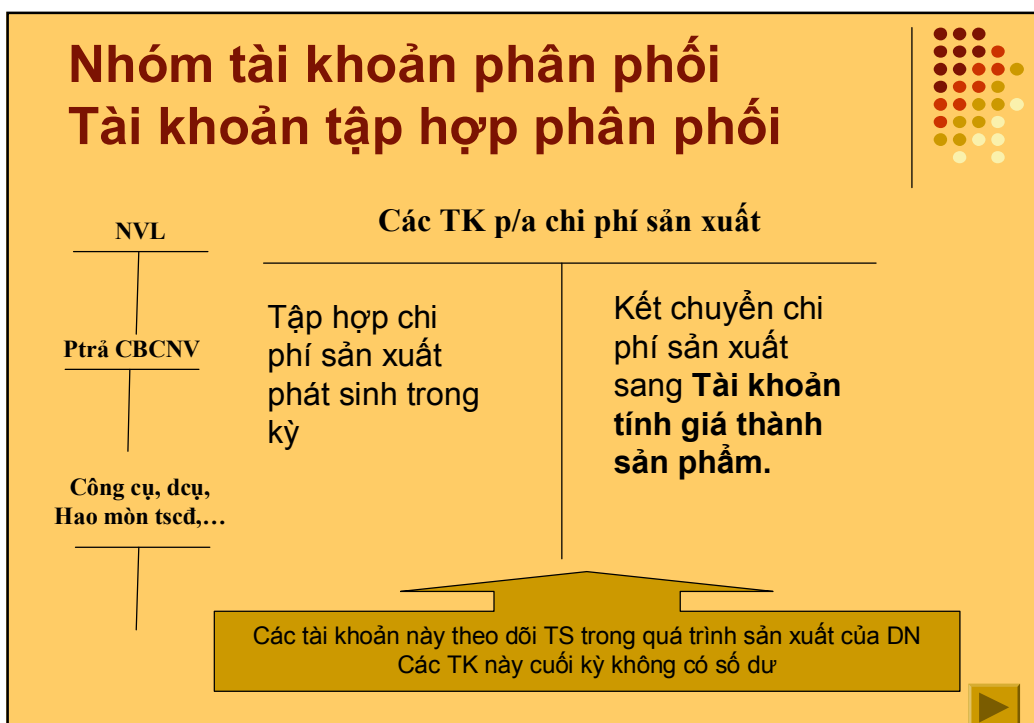 Nhóm tài khoản phân phối
Tài khoản tập hợp phân phối
Các TK p/a chi phí sản xuất
NVL
Ptrả CBCNV
Công cụ, dcụ,
Hao mòn tscđ,…
Tập hợp chi
phí sản xuất
phát sinh trong
kỳ
Kết chuyển chi
phí sản xuất
sang Tài khoản
tính giá thành
sản phẩm.
Các tài khoản này theo dõi TS trong quá trình sản xuất của DN
Các TK này cuối kỳ không có số dư